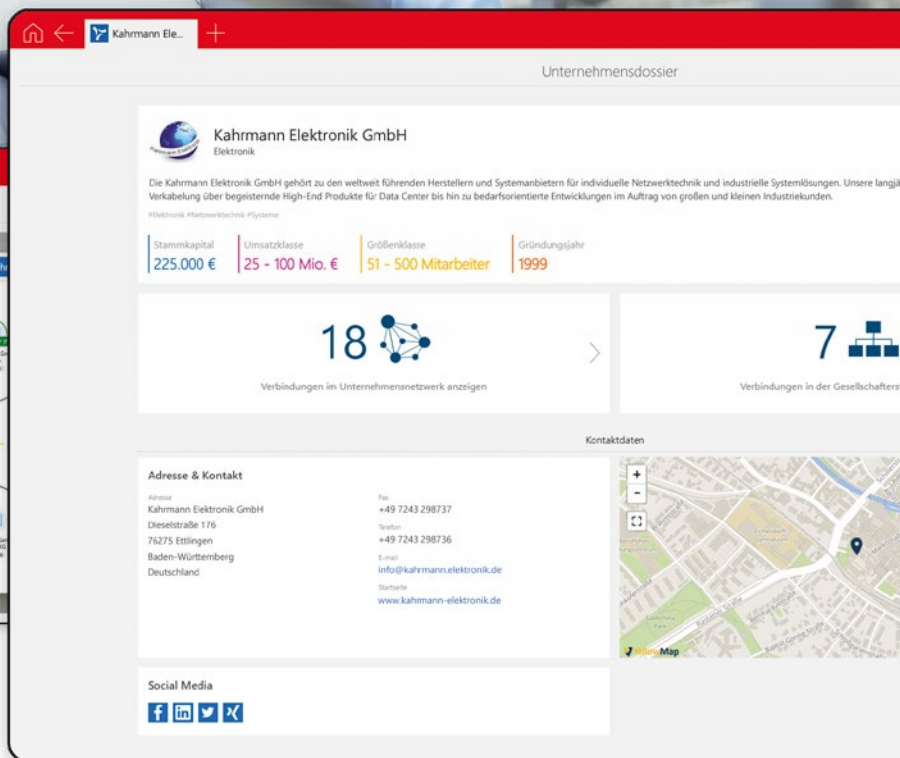 Kahrmann Ele...
Unternehmensdossier
Kahrmann Elektronik GmbH
Elektronik
Die Kahrmann Elektronik GmbH gehört zu den weltweit führenden Herstellern und Systemanbietern für individuelle Netzwerktechnik und industrielle Systemlösungen. Unsere langjä
Verkabelung über begeisternde High-End Produkte für Data Center bis hin zu bedarfsorientierte Entwicklungen im Auftrag von großen und kleinen Industriekunden.
#Elektronik #Netzwerktechnik #Systeme
Stammkapital
225.000 €
Umsatzklasse
25 - 100 Mio. €
Größenklasse
51 - 500 Mitarbeiter
Gründungsjahr
1999
18
Verbindungen im Unternehmensnetzwerk anzeigen
7
Verbindungen in der Gesellschafters
Kontaktdaten
Adresse & Kontakt
Adresse
Kahrmann Elektronik GmbH
Dieselstraße 176
76275 Ettlingen
Baden-Württemberg
Deutschland
Fax
+49 7243 298737
Telefon
+49 7243 298736
E-mail
info@kahrmann.elektronik.de
Startseite
www.kahrmann-elektronik.de
+
-
YellowMap
Social Media